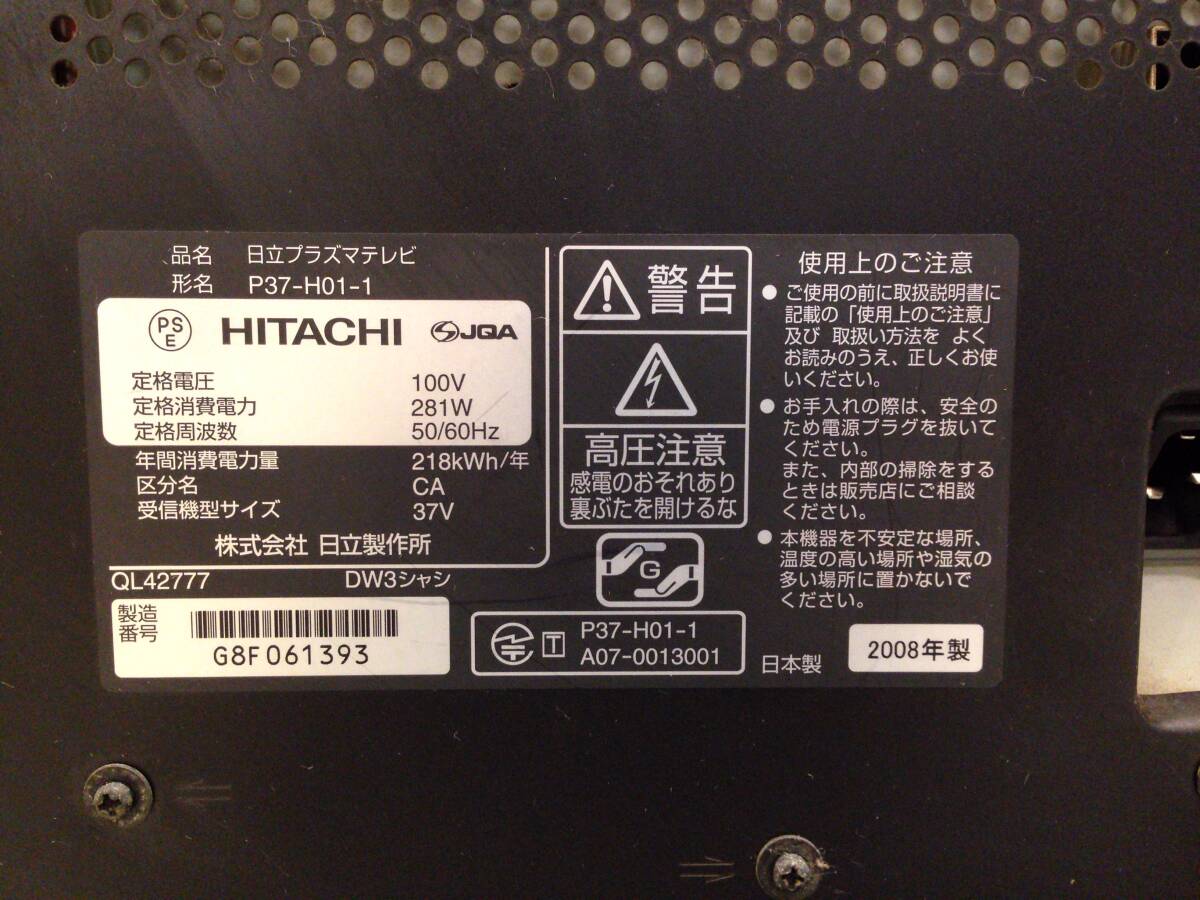 品名 日立プラズマテレビ
形名 P37-H01-1
PS
E
HITACHI JQA
定格電圧 100V
定格消費電力 281W
定格周波数 50/60Hz
年間消費電力量 218kWh/年
区分名 CA
受信機型サイズ 37V
株式会社 日立製作所
QL42777 DW3シャシ
製造
番号
G8F061393
警告
高圧注意
感電のおそれあり
裏ぶたを開けるな
G
T
P37-H01-1
A07-0013001
使用上のご注意
● ご使用の前に取扱説明書に
記載の「使用上のご注意」
及び 取扱い方法を よく
お読みのうえ、正しくお使
いください。
● お手入れの際は、安全の
ため電源プラグを抜いて
ください。
また、内部の掃除をする
ときは販売店にご相談
ください。
● 本機器を不安定な場所、
温度の高い場所や湿気の
多い場所に置かないで
ください。
日本製
2008年製